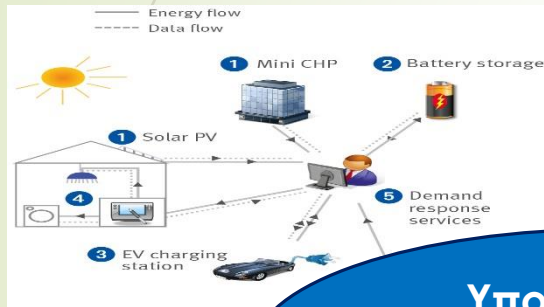 Energy flow
Data flow
1 Mini CHP
2 Battery storage
1 Solar PV
4
5 Demand
response
services
3 EV charging
station